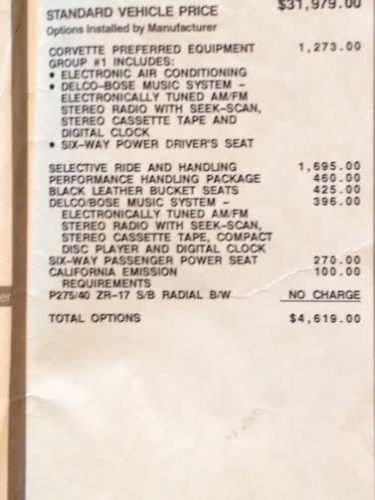 STANDARD VEHICLE PRICE $31,979.00
Options Installed by Manufacturer
CORVETTE PREFERRED EQUIPMENT 1,273.00
GROUP #1 INCLUDES:
• ELECTRONIC AIR CONDITIONING
• DELCO-BOSE MUSIC SYSTEM -
ELECTRONICALLY TUNED AM/FM
STEREO RADIO WITH SEEK-SCAN,
STEREO CASSETTE TAPE AND
DIGITAL CLOCK
• SIX-WAY POWER DRIVER'S SEAT
SELECTIVE RIDE AND HANDLING 1,695.00
PERFORMANCE HANDLING PACKAGE 460.00
BLACK LEATHER BUCKET SEATS 425.00
DELCO/BOSE MUSIC SYSTEM - 396.00
ELECTRONICALLY TUNED AM/FM
STEREO RADIO WITH SEEK-SCAN,
STEREO CASSETTE TAPE, COMPACT
DISC PLAYER AND DIGITAL CLOCK
SIX-WAY PASSENGER POWER SEAT 270.00
CALIFORNIA EMISSION 100.00
REQUIREMENTS
P275/40 ZR-17 S/B RADIAL B/W NO CHARGE
TOTAL OPTIONS $4,619.00